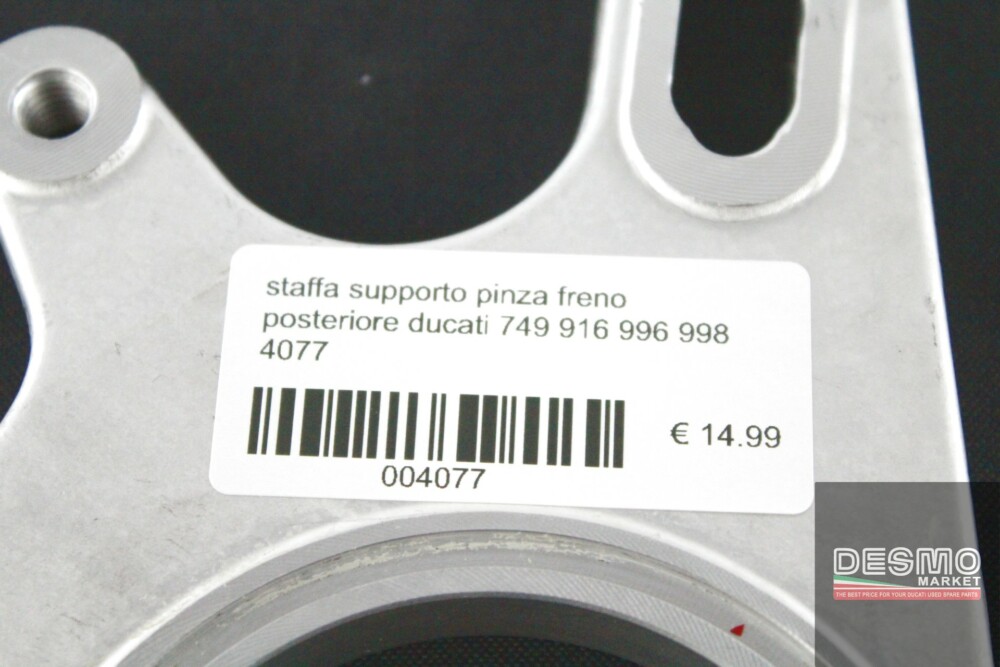 staffa supporto pinza freno
posteriore ducati 749 916 996 998
4077
€ 14.99
004077
DESMO
MARKET
THE BEST PRICE FOR YOUR DUCATI USED SPARE PARTS